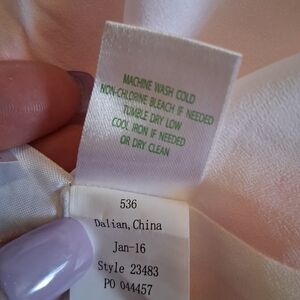 MACHINE WASH COLD
NON-CHLORINE BLEACH IF NEEDED
TUMBLE DRY LOW
COOL IRON IF NEEDED
OR DRY CLEAN
536
Dalian, China
Jan-16
Style 23483
PO 044457